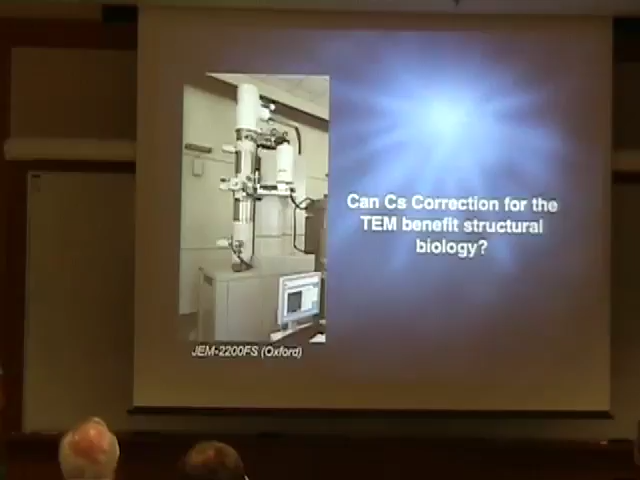 Can Cs Correction for the
TEM benefit structural
biology?
JEM-2200FS (Oxford)